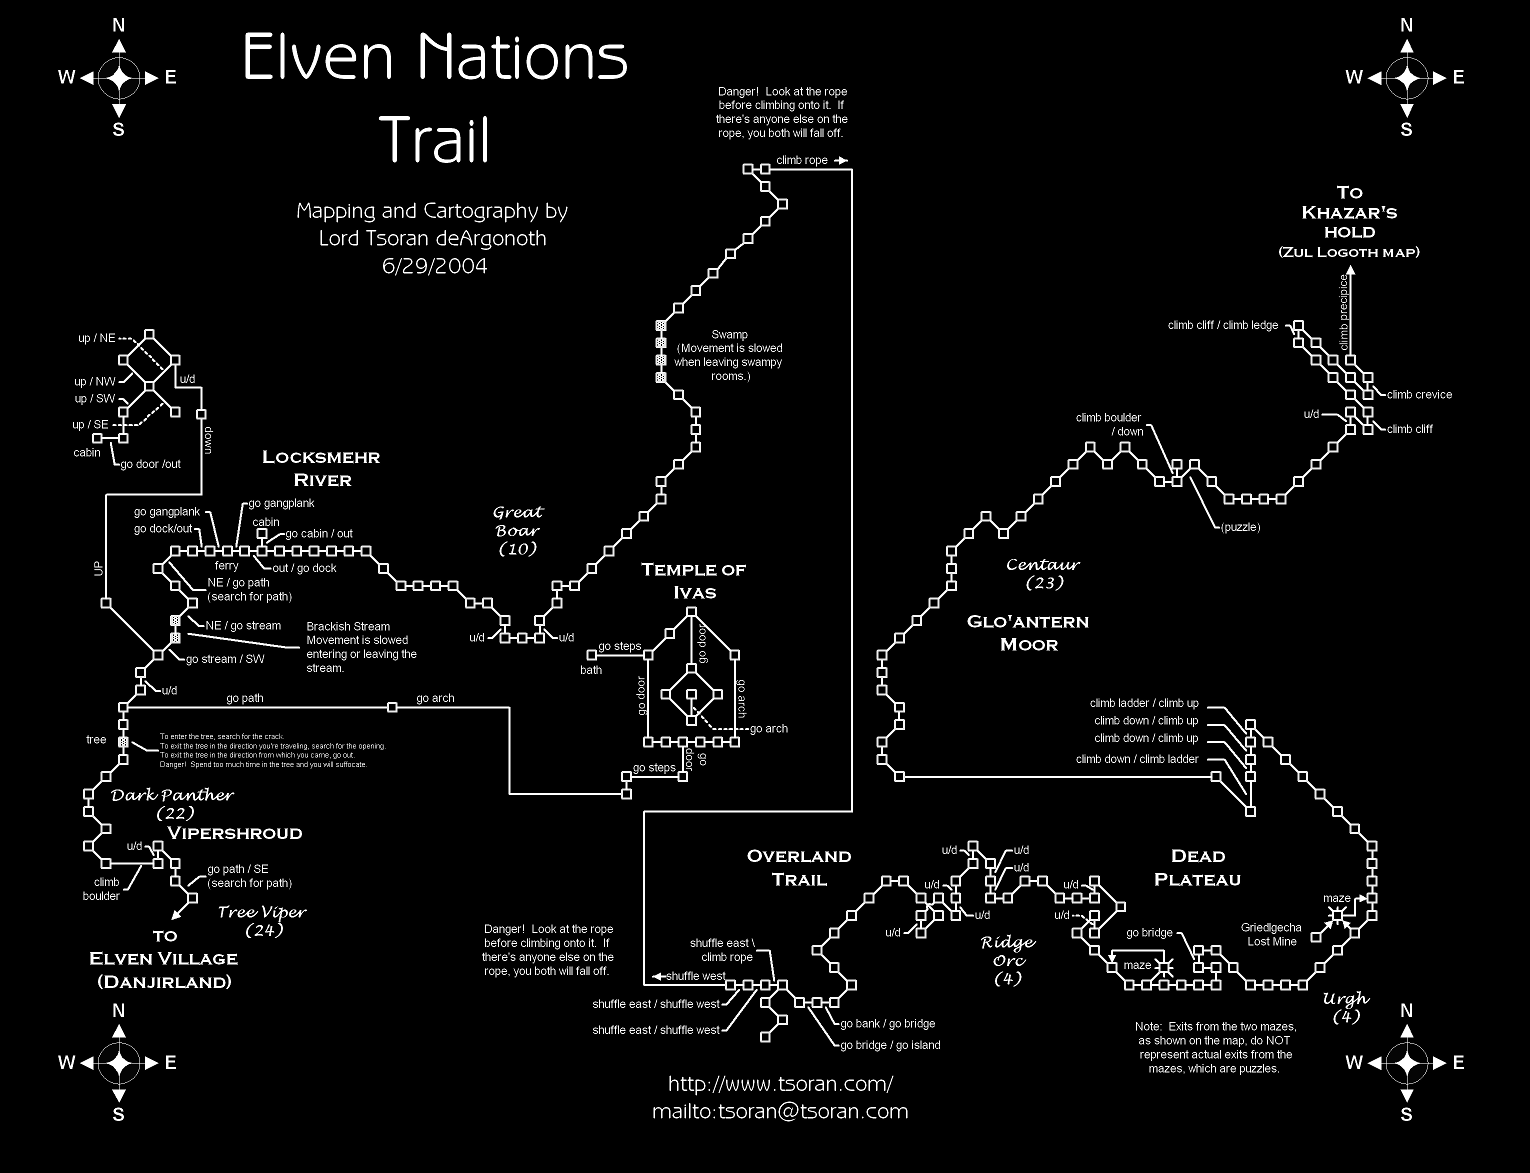 N
W E
S
N
W E
S
Elven Nations
Trail
Mapping and Cartography by
Lord Tsoran deArgonoth
6/29/2004
Danger! Look at the rope
before climbing onto it. If
there's anyone else on the
rope, you both will fall off.
climb rope
To
Khazar's
Hold
(Zul Logoth map)
climb precipice
climb cliff / climb ledge
climb crevice
u/d
climb cliff
climb boulder
/ down
(puzzle)
Swamp
(Movement is slowed
when leaving swampy
rooms.)
up / NE
up / NW
u/d
up / SW
up / SE
cabin
go door /out
down
UP
Locksmehr
River
go gangplank
go gangplank
go dock/out
cabin
go cabin / out
ferry
out / go dock
NE / go path
(search for path)
NE / go stream
Brackish Stream
Movement is slowed
entering or leaving the
stream.
go stream / SW
u/d
Great
Boar
(10)
u/d
u/d
Temple of
Ivas
go steps
bath
go door
go door
go arch
go arch
go door
go steps
go path
go arch
tree
To enter the tree, search for the crack.
To exit the tree in the direction you're traveling, search for the opening.
To exit the tree in the direction from which you came, go out.
Danger! Spend too much time in the tree and you will suffocate.
Dark Panther
(22)
Vipershroud
u/d
climb
boulder
go path / SE
(search for path)
Tree Viper
(24)
To
Elven Village
(Danjirland)
Centaur
(23)
Glo'antern
Moor
climb ladder / climb up
climb down / climb up
climb down / climb up
climb down / climb ladder
Overland
Trail
u/d
u/d
u/d
u/d
u/d
u/d
u/d
u/d
Dead
Plateau
maze
Griedlgecha
Lost Mine
go bridge
maze
Ridge
Orc
(4)
Urgh
(4)
Danger! Look at the rope
before climbing onto it. If
there's anyone else on the
rope, you both will fall off.
shuffle east \
climb rope
shuffle west
shuffle east / shuffle west
shuffle east / shuffle west
go bank / go bridge
go bridge / go island
Note: Exits from the two mazes,
as shown on the map, do NOT
represent actual exits from the
mazes, which are puzzles.
N
W E
S
N
W E
S
http://www.tsoran.com/
mailto:tsoran@tsoran.com